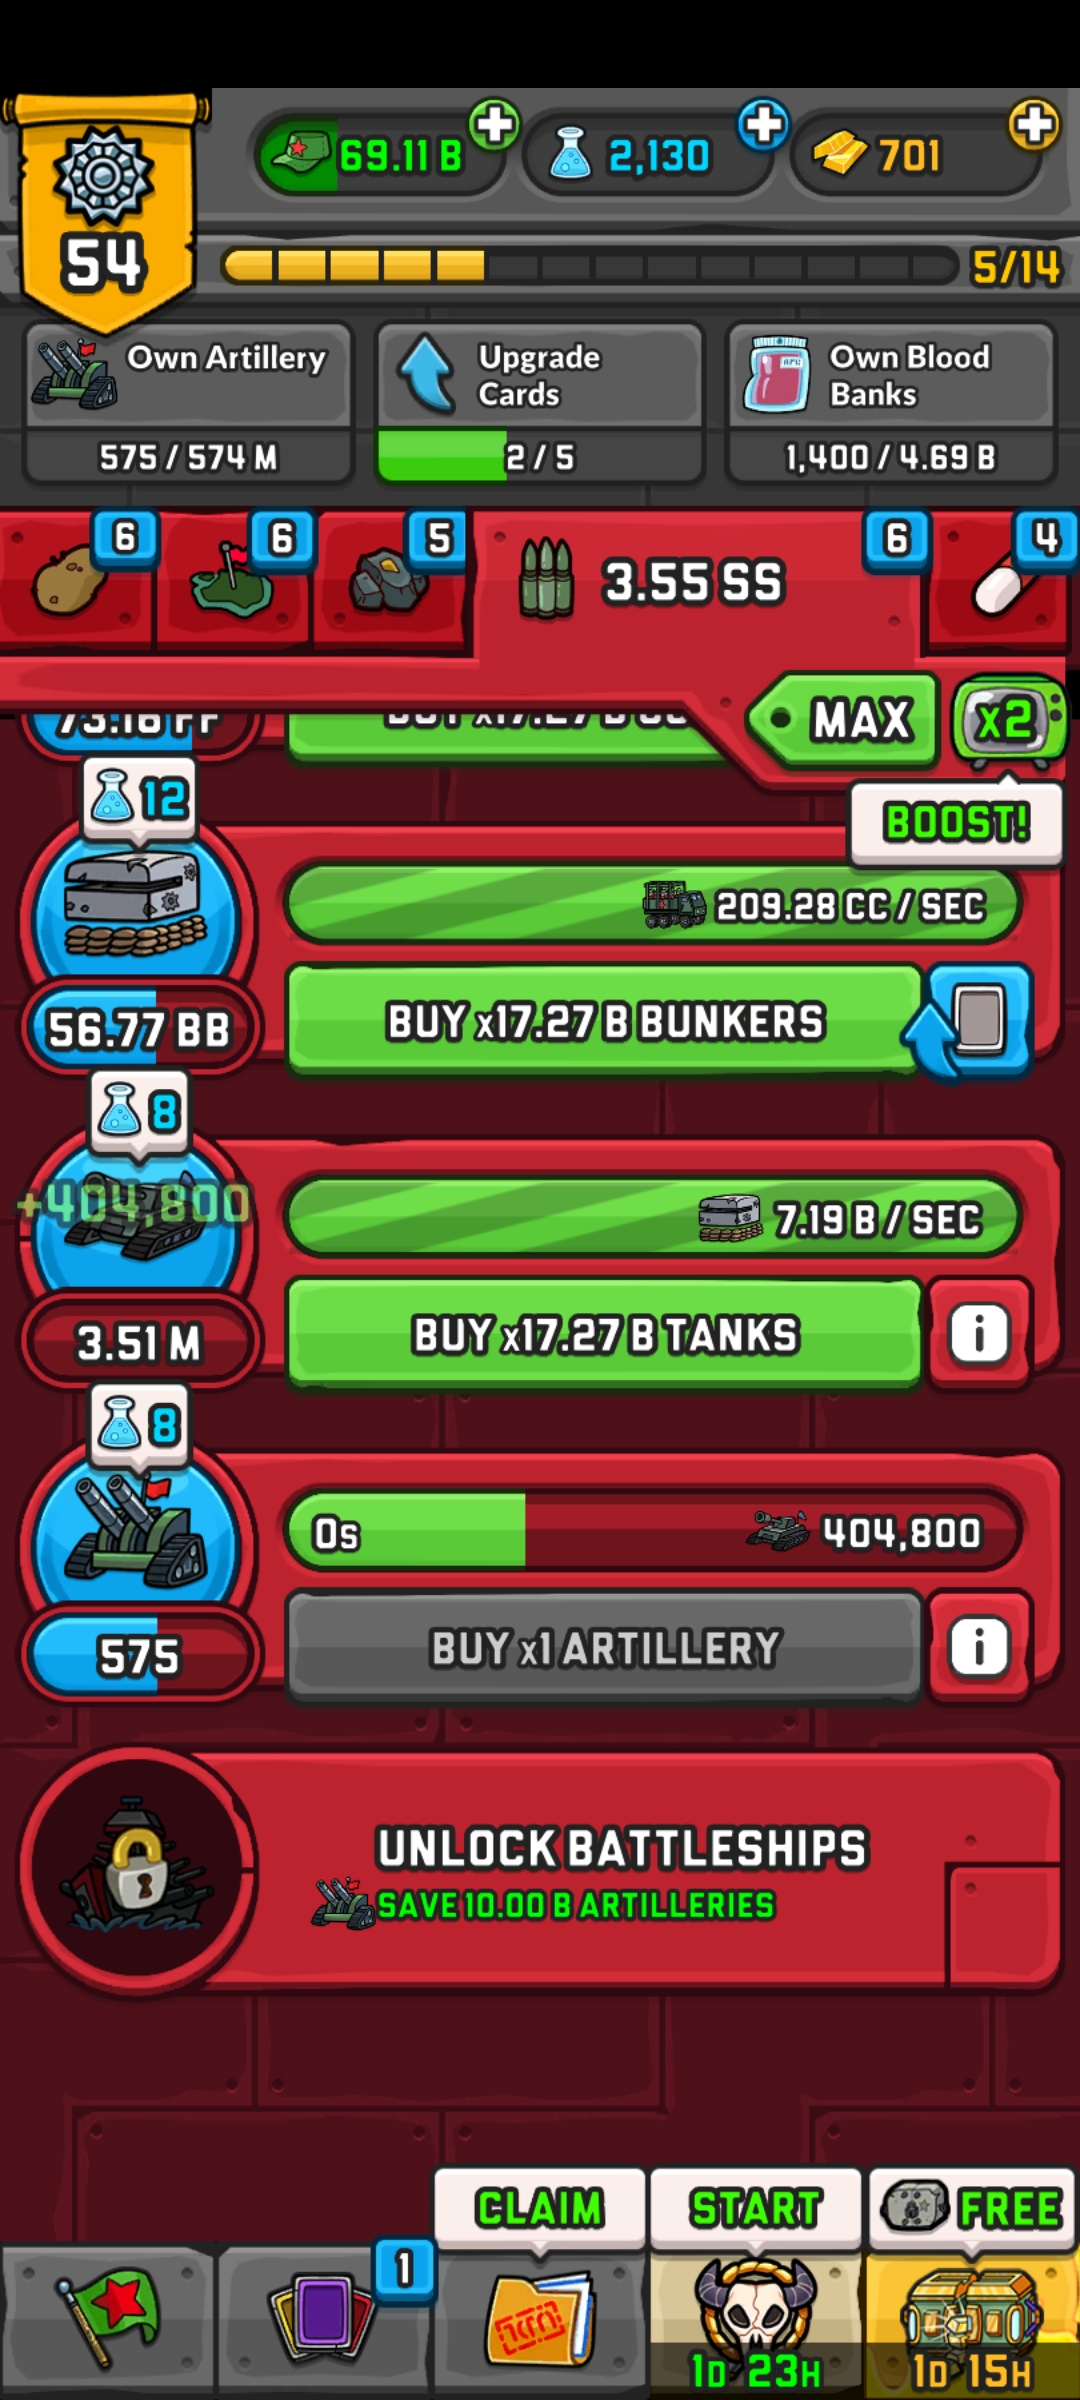 54
69.11 B
2,130
701
5/14
Own Artillery
575 / 574 M
Upgrade
Cards
2 / 5
Own Blood
Banks
1,400 / 4.69 B
6
6
5
3.55 SS
6
4
MAX
x2
BOOST!
73.16 FF
12
209.28 CC / SEC
56.77 BB
BUY x17.27 B BUNKERS
8
+404,800
7.19 B / SEC
3.51 M
BUY x17.27 B TANKS
i
8
0s
404,800
575
BUY x1 ARTILLERY
i
UNLOCK BATTLESHIPS
SAVE 10.00 B ARTILLERIES
CLAIM
START
FREE
1
1D 23H
1D 15H